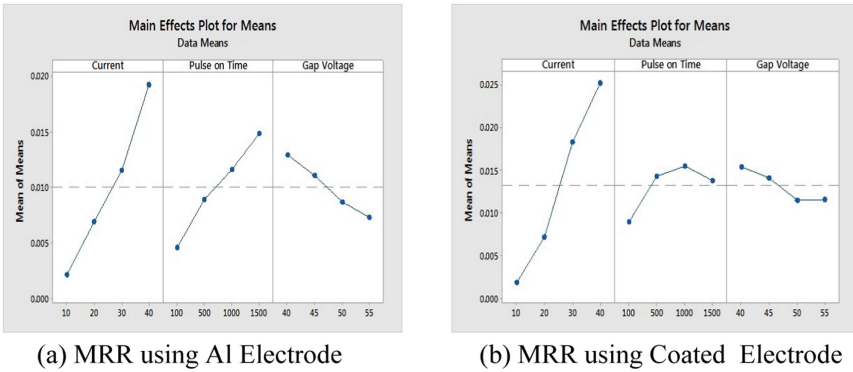 Main Effects Plot for Means
Data Means
Current Pulse on Time Gap Voltage
Mean of Means
0.020
0.015
0.010
0.005
0.000
10 20 30 40 100 500 1000 1500 40 45 50 55
(a) MRR using Al Electrode
Main Effects Plot for Means
Data Means
Current Pulse on Time Gap Voltage
Mean of Means
0.025
0.020
0.015
0.010
0.005
0.000
10 20 30 40 100 500 1000 1500 40 45 50 55
(b) MRR using Coated Electrode